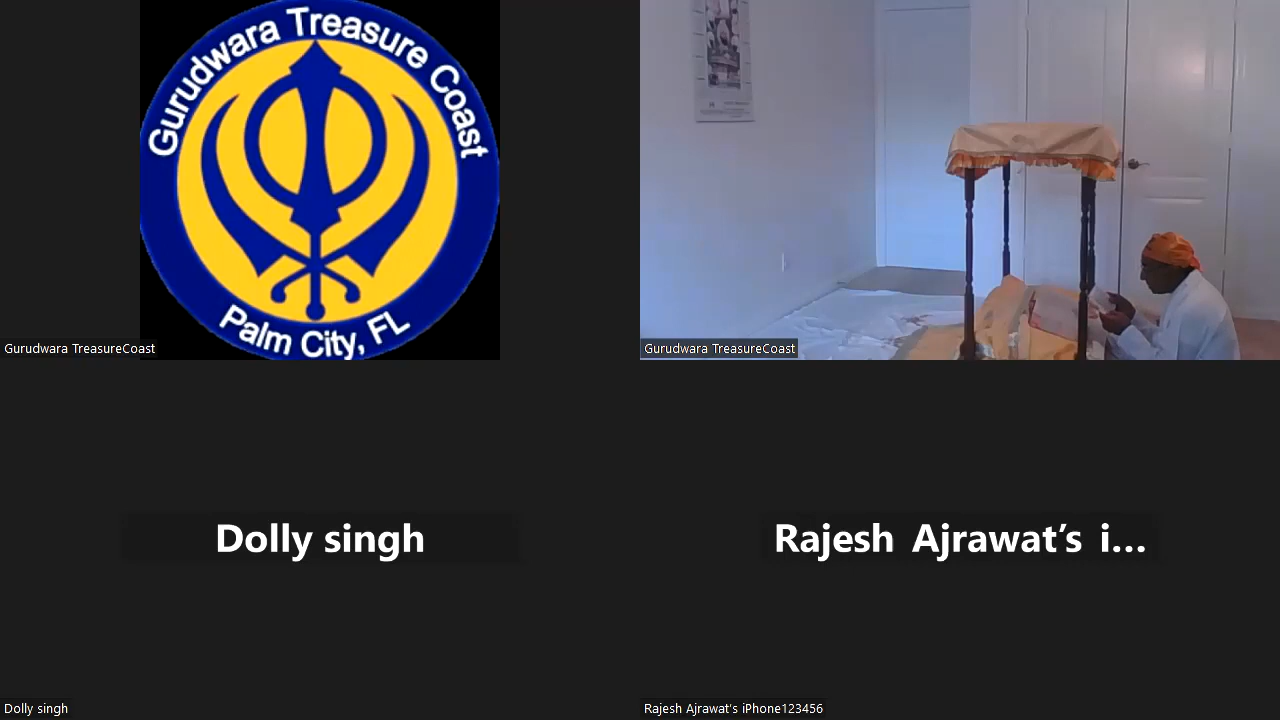 Gurudwara Treasure Coast
Palm City, FL
Gurudwara TreasureCoast
Gurudwara TreasureCoast
Dolly singh
Rajesh Ajrawat’s i...
Dolly singh
Rajesh Ajrawat's iPhone123456